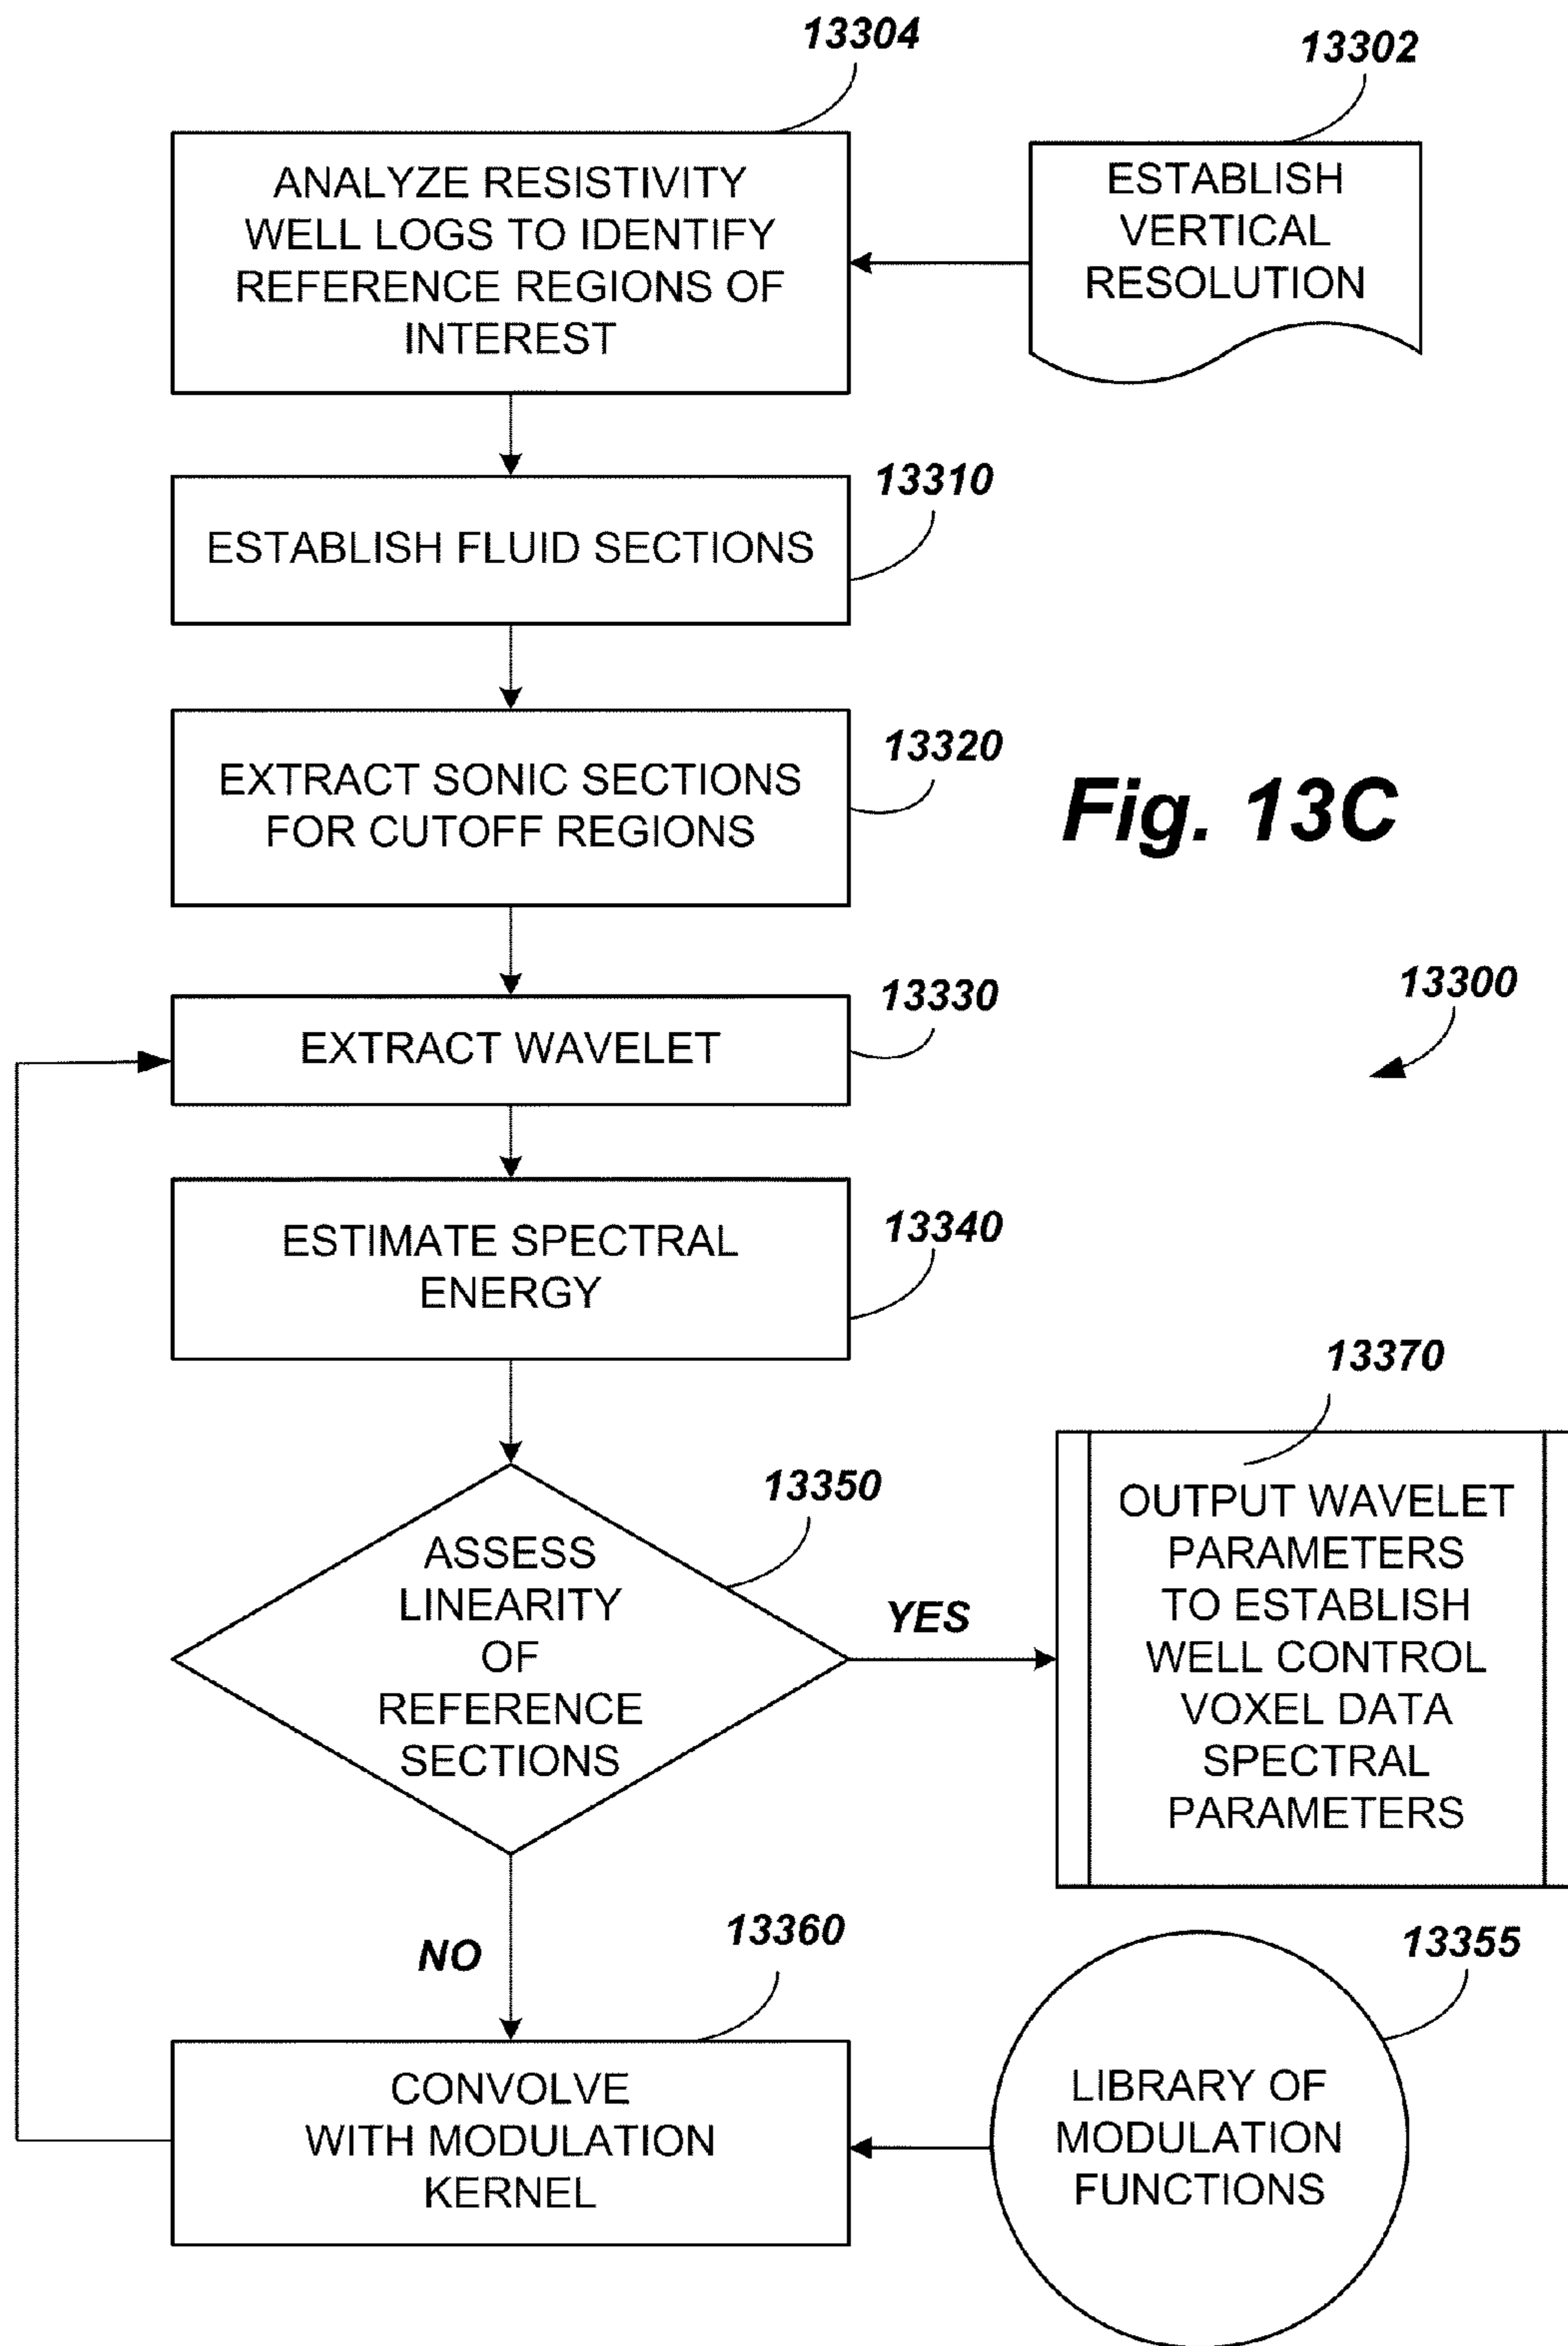 13304
13302
ANALYZE RESISTIVITY
WELL LOGS TO IDENTIFY
REFERENCE REGIONS OF
INTEREST
ESTABLISH
VERTICAL
RESOLUTION
13310
ESTABLISH FLUID SECTIONS
13320
EXTRACT SONIC SECTIONS
FOR CUTOFF REGIONS
Fig. 13C
13300
13330
EXTRACT WAVELET
13340
ESTIMATE SPECTRAL
ENERGY
13350
ASSESS
LINEARITY
OF
REFERENCE
SECTIONS
YES
13370
OUTPUT WAVELET
PARAMETERS
TO ESTABLISH
WELL CONTROL
VOXEL DATA
SPECTRAL
PARAMETERS
NO
13360
CONVOLVE
WITH MODULATION
KERNEL
13355
LIBRARY OF
MODULATION
FUNCTIONS